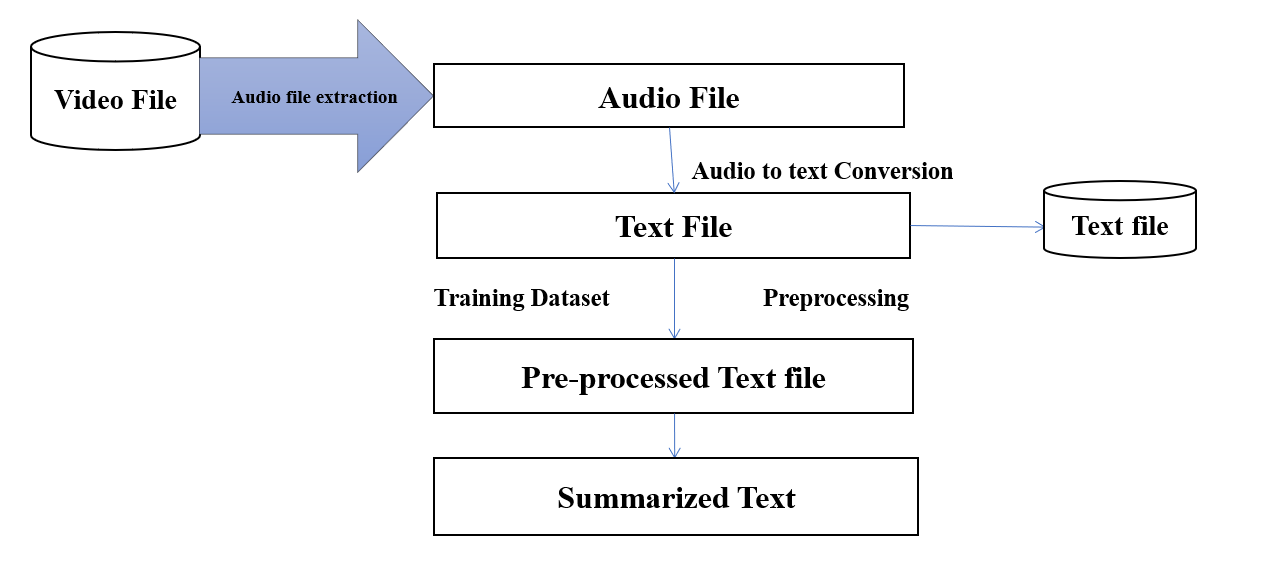 Video File
Audio file extraction
Audio File
Audio to text Conversion
Text File
Text file
Training Dataset
Preprocessing
Pre-processed Text file
Summarized Text